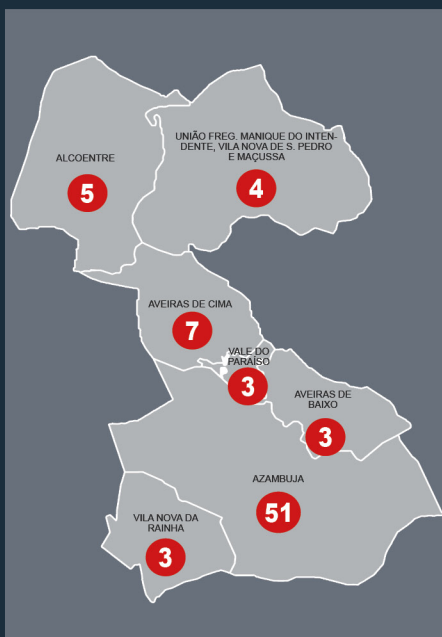 ALCOENTRE
5
UNIÃO FREG. MANIQUE DO INTEN-
DENTE, VILA NOVA DE S. PEDRO
E MAÇUSSA
4
AVEIRAS DE CIMA
7
VALE DO
PARAÍSO
3
AVEIRAS DE
BAIXO
3
AZAMBUJA
51
VILA NOVA DA
RAINHA
3